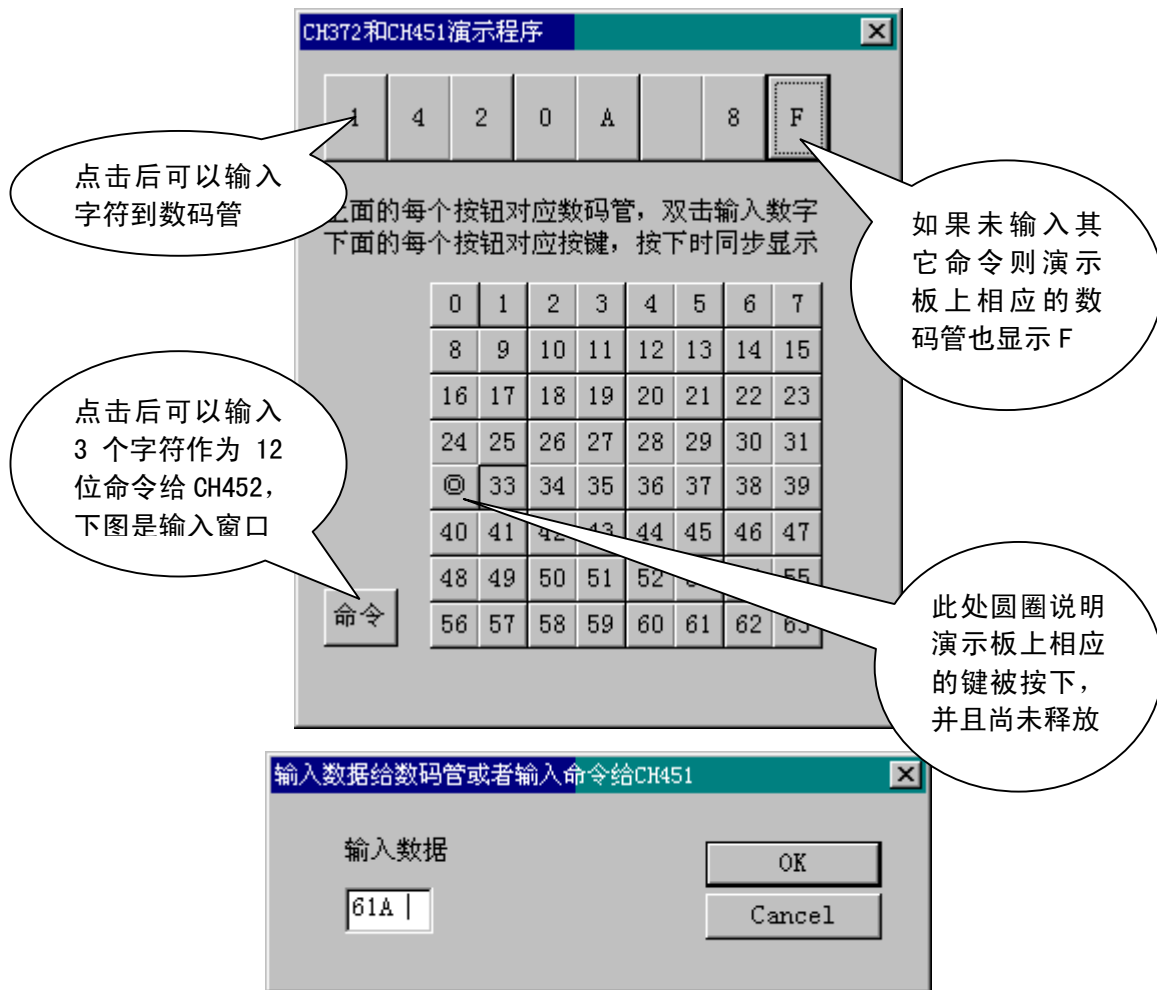 CH372和CH451演示程序
1 4 2 0 A 8 F
点击后可以输入
字符到数码管
上面的每个按钮对应数码管，双击输入数字
下面的每个按钮对应按键，按下时同步显示
如果未输入其
它命令则演示
板上相应的数
码管也显示 F
0 1 2 3 4 5 6 7
8 9 10 11 12 13 14 15
16 17 18 19 20 21 22 23
24 25 26 27 28 29 30 31
◎ 33 34 35 36 37 38 39
40 41 42 43 44 45 46 47
48 49 50 51 52 55
56 57 58 59 60 61 62 63
点击后可以输入
3 个字符作为 12
位命令给 CH452，
下图是输入窗口
命令
此处圆圈说明
演示板上相应
的键被按下，
并且尚未释放
输入数据给数码管或者输入命令给CH451
输入数据
61A
OK
Cancel